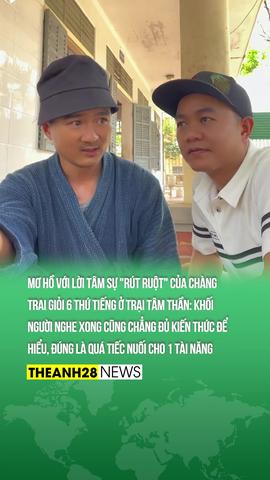 MƠ HỒ VỚI LỜI TÂM SỰ "RÚT RUỘT" CỦA CHÀNG
TRAI GIỎI 6 THỨ TIẾNG Ở TRẠI TÂM THẦN: KHỐI
NGƯỜI NGHE XONG CŨNG CHẲNG ĐỦ KIẾN THỨC ĐỂ
HIỂU, ĐÚNG LÀ QUÁ TIẾC NUỐI CHO 1 TÀI NĂNG
THEANH28 NEWS